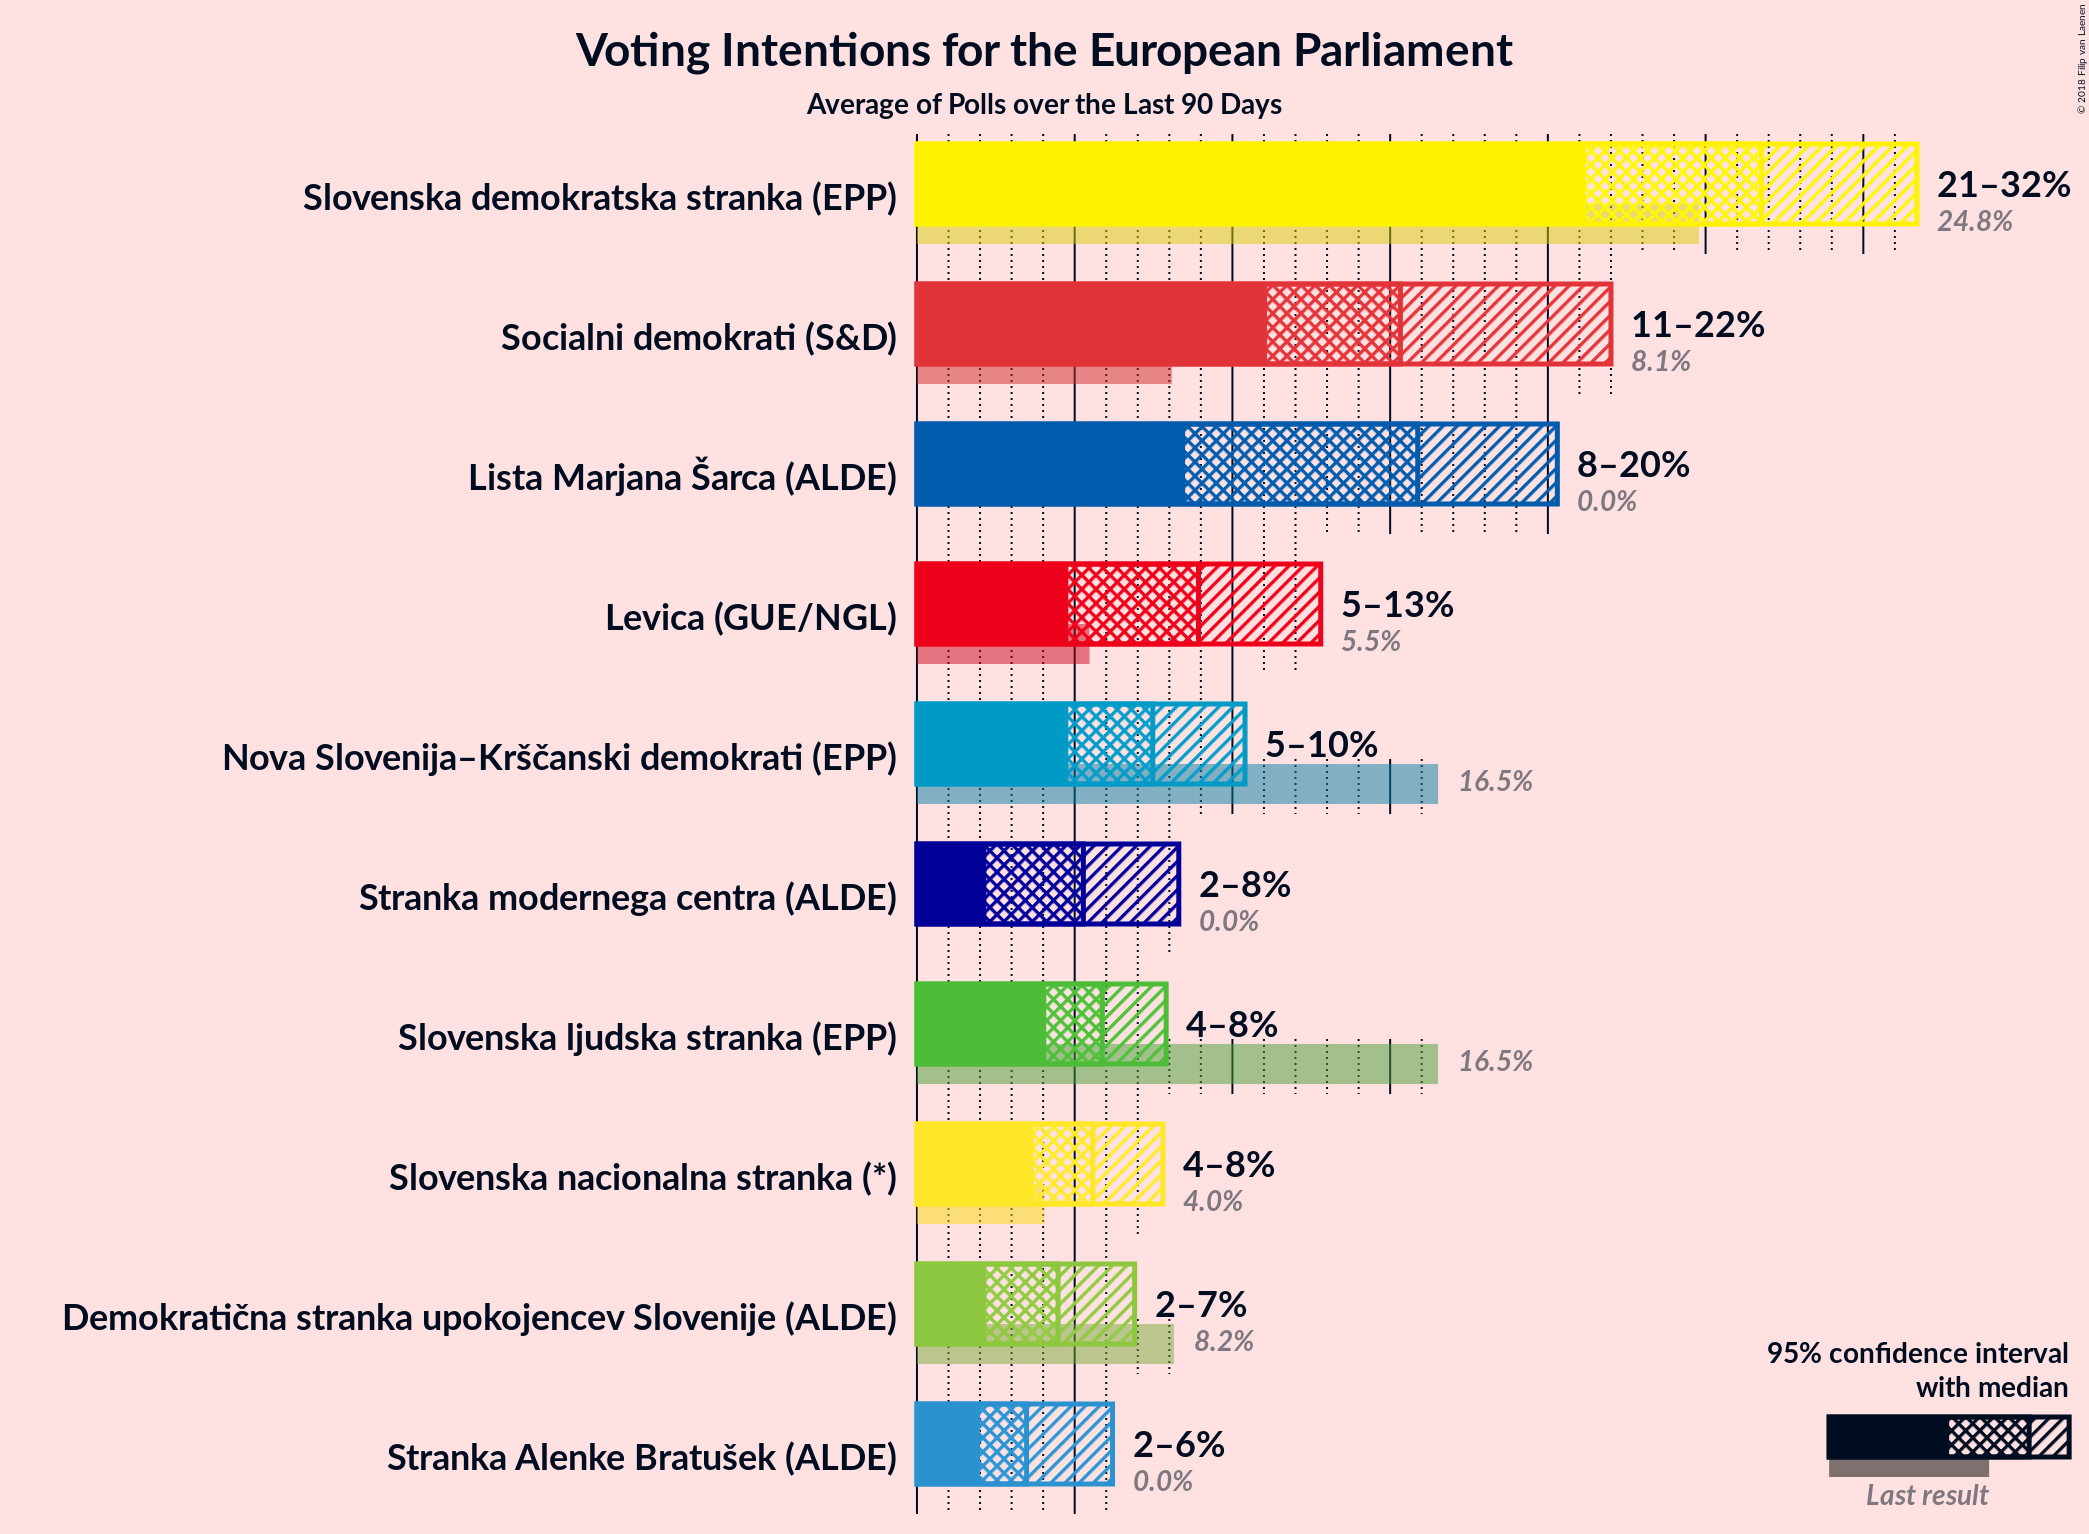 Voting Intentions for the European Parliament
Average of Polls over the Last 90 Days
© 2018 Filip van Laenen
Slovenska demokratska stranka (EPP)
21–32%
24.8%
Socialni demokrati (S&D)
11–22%
8.1%
Lista Marjana Šarca (ALDE)
8–20%
0.0%
Levica (GUE/NGL)
5–13%
5.5%
Nova Slovenija–Krščanski demokrati (EPP)
5–10%
16.5%
Stranka modernega centra (ALDE)
2–8%
0.0%
Slovenska ljudska stranka (EPP)
4–8%
16.5%
Slovenska nacionalna stranka (*)
4–8%
4.0%
Demokratična stranka upokojencev Slovenije (ALDE)
2–7%
8.2%
Stranka Alenke Bratušek (ALDE)
2–6%
0.0%
95% confidence interval
with median
Last result